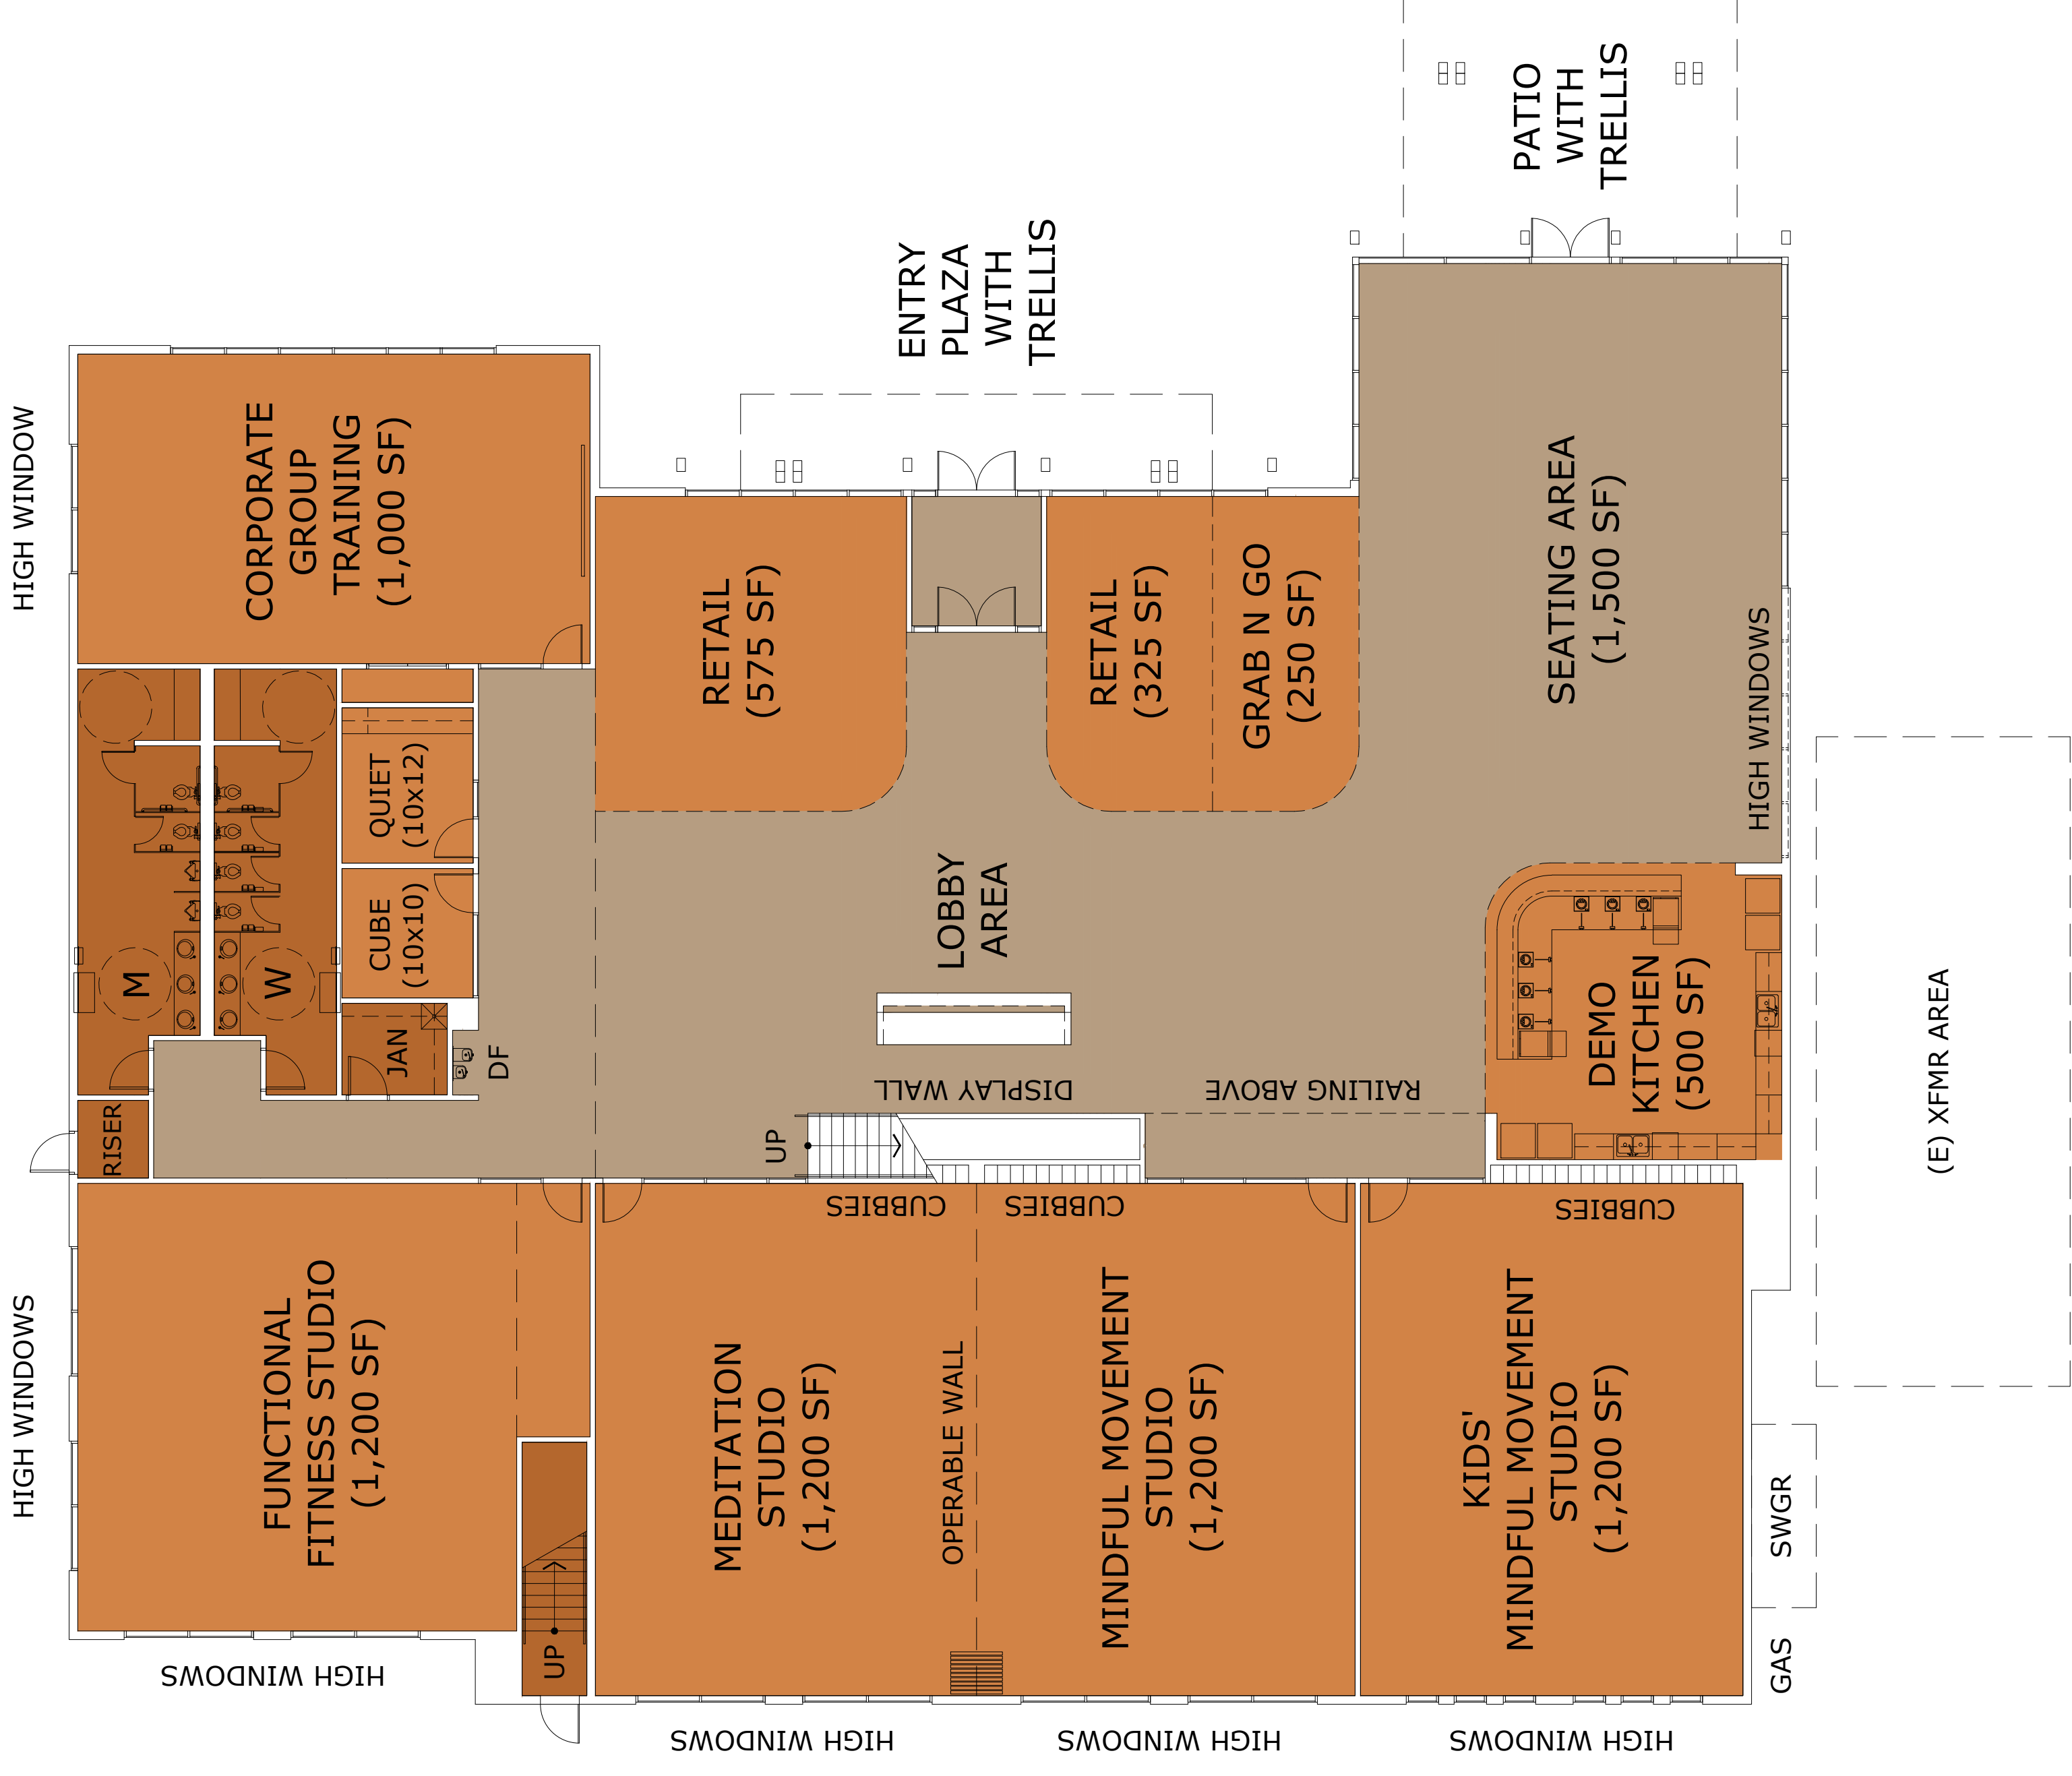 HIGH WINDOW
CORPORATE
GROUP
TRAINING
(1,000 SF)
ENTRY
PLAZA
WITH
TRELLIS
PATIO
WITH
TRELLIS
RETAIL
(575 SF)
RETAIL
(325 SF)
GRAB N GO
(250 SF)
SEATING AREA
(1,500 SF)
HIGH WINDOWS
QUIET
(10x12)
CUBE
(10x10)
M
W
JAN
DF
RISER
LOBBY
AREA
DISPLAY WALL
RAILING ABOVE
UP
DEMO
KITCHEN
(500 SF)
(E) XFMR AREA
CUBBIES
CUBBIES
CUBBIES
HIGH WINDOWS
FUNCTIONAL
FITNESS STUDIO
(1,200 SF)
UP
MEDITATION
STUDIO
(1,200 SF)
OPERABLE WALL
MINDFUL MOVEMENT
STUDIO
(1,200 SF)
KIDS'
MINDFUL MOVEMENT
STUDIO
(1,200 SF)
SWGR
GAS
HIGH WINDOWS
HIGH WINDOWS
HIGH WINDOWS
HIGH WINDOWS